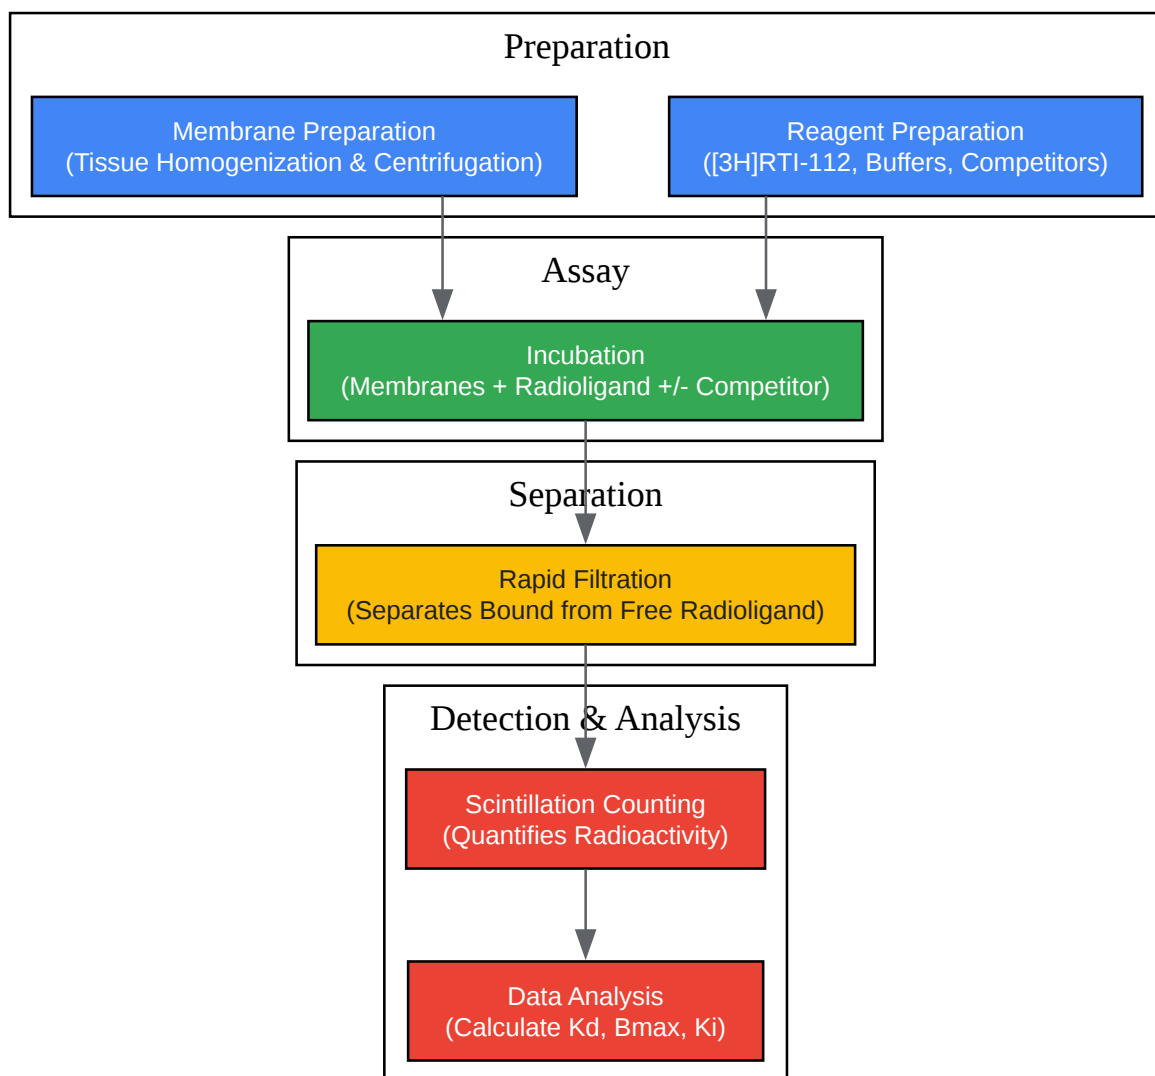 Preparation
Membrane Preparation
(Tissue Homogenization & Centrifugation)
Reagent Preparation
([3H]RTI-112, Buffers, Competitors)
Assay
Incubation
(Membranes + Radioligand +/- Competitor)
Separation
Rapid Filtration
(Separates Bound from Free Radioligand)
Detection & Analysis
Scintillation Counting
(Quantifies Radioactivity)
Data Analysis
(Calculate Kd, Bmax, Ki)